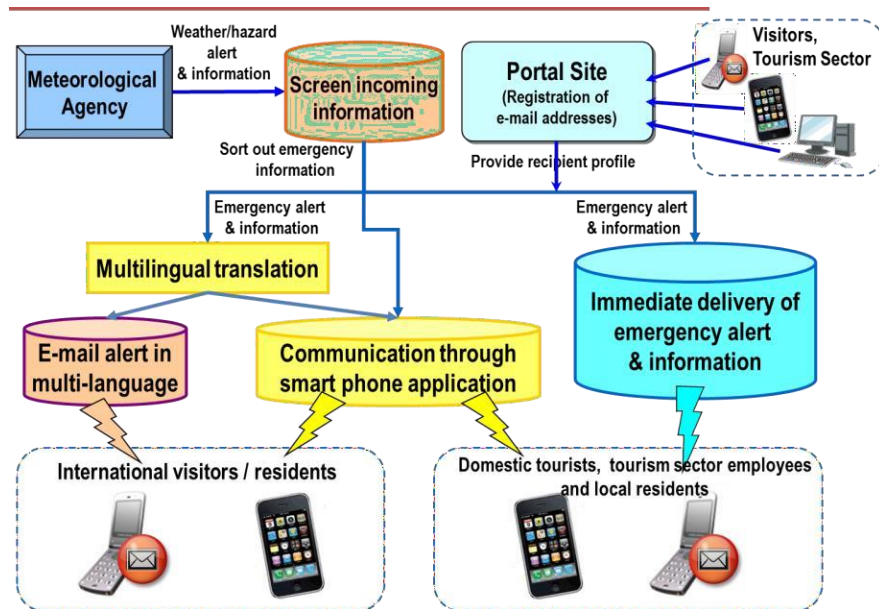 Weather/hazard
alert
& information
Meteorological
Agency
Screen incoming
information
Portal Site
(Registration of
e-mail addresses)
Visitors,
Tourism Sector
Sort out emergency
information
Provide recipient profile
Emergency alert
& information
Emergency alert
& information
Multilingual translation
Immediate delivery of
emergency alert
& information
E-mail alert in
multi-language
Communication through
smart phone application
International visitors / residents
Domestic tourists, tourism sector employees
and local residents